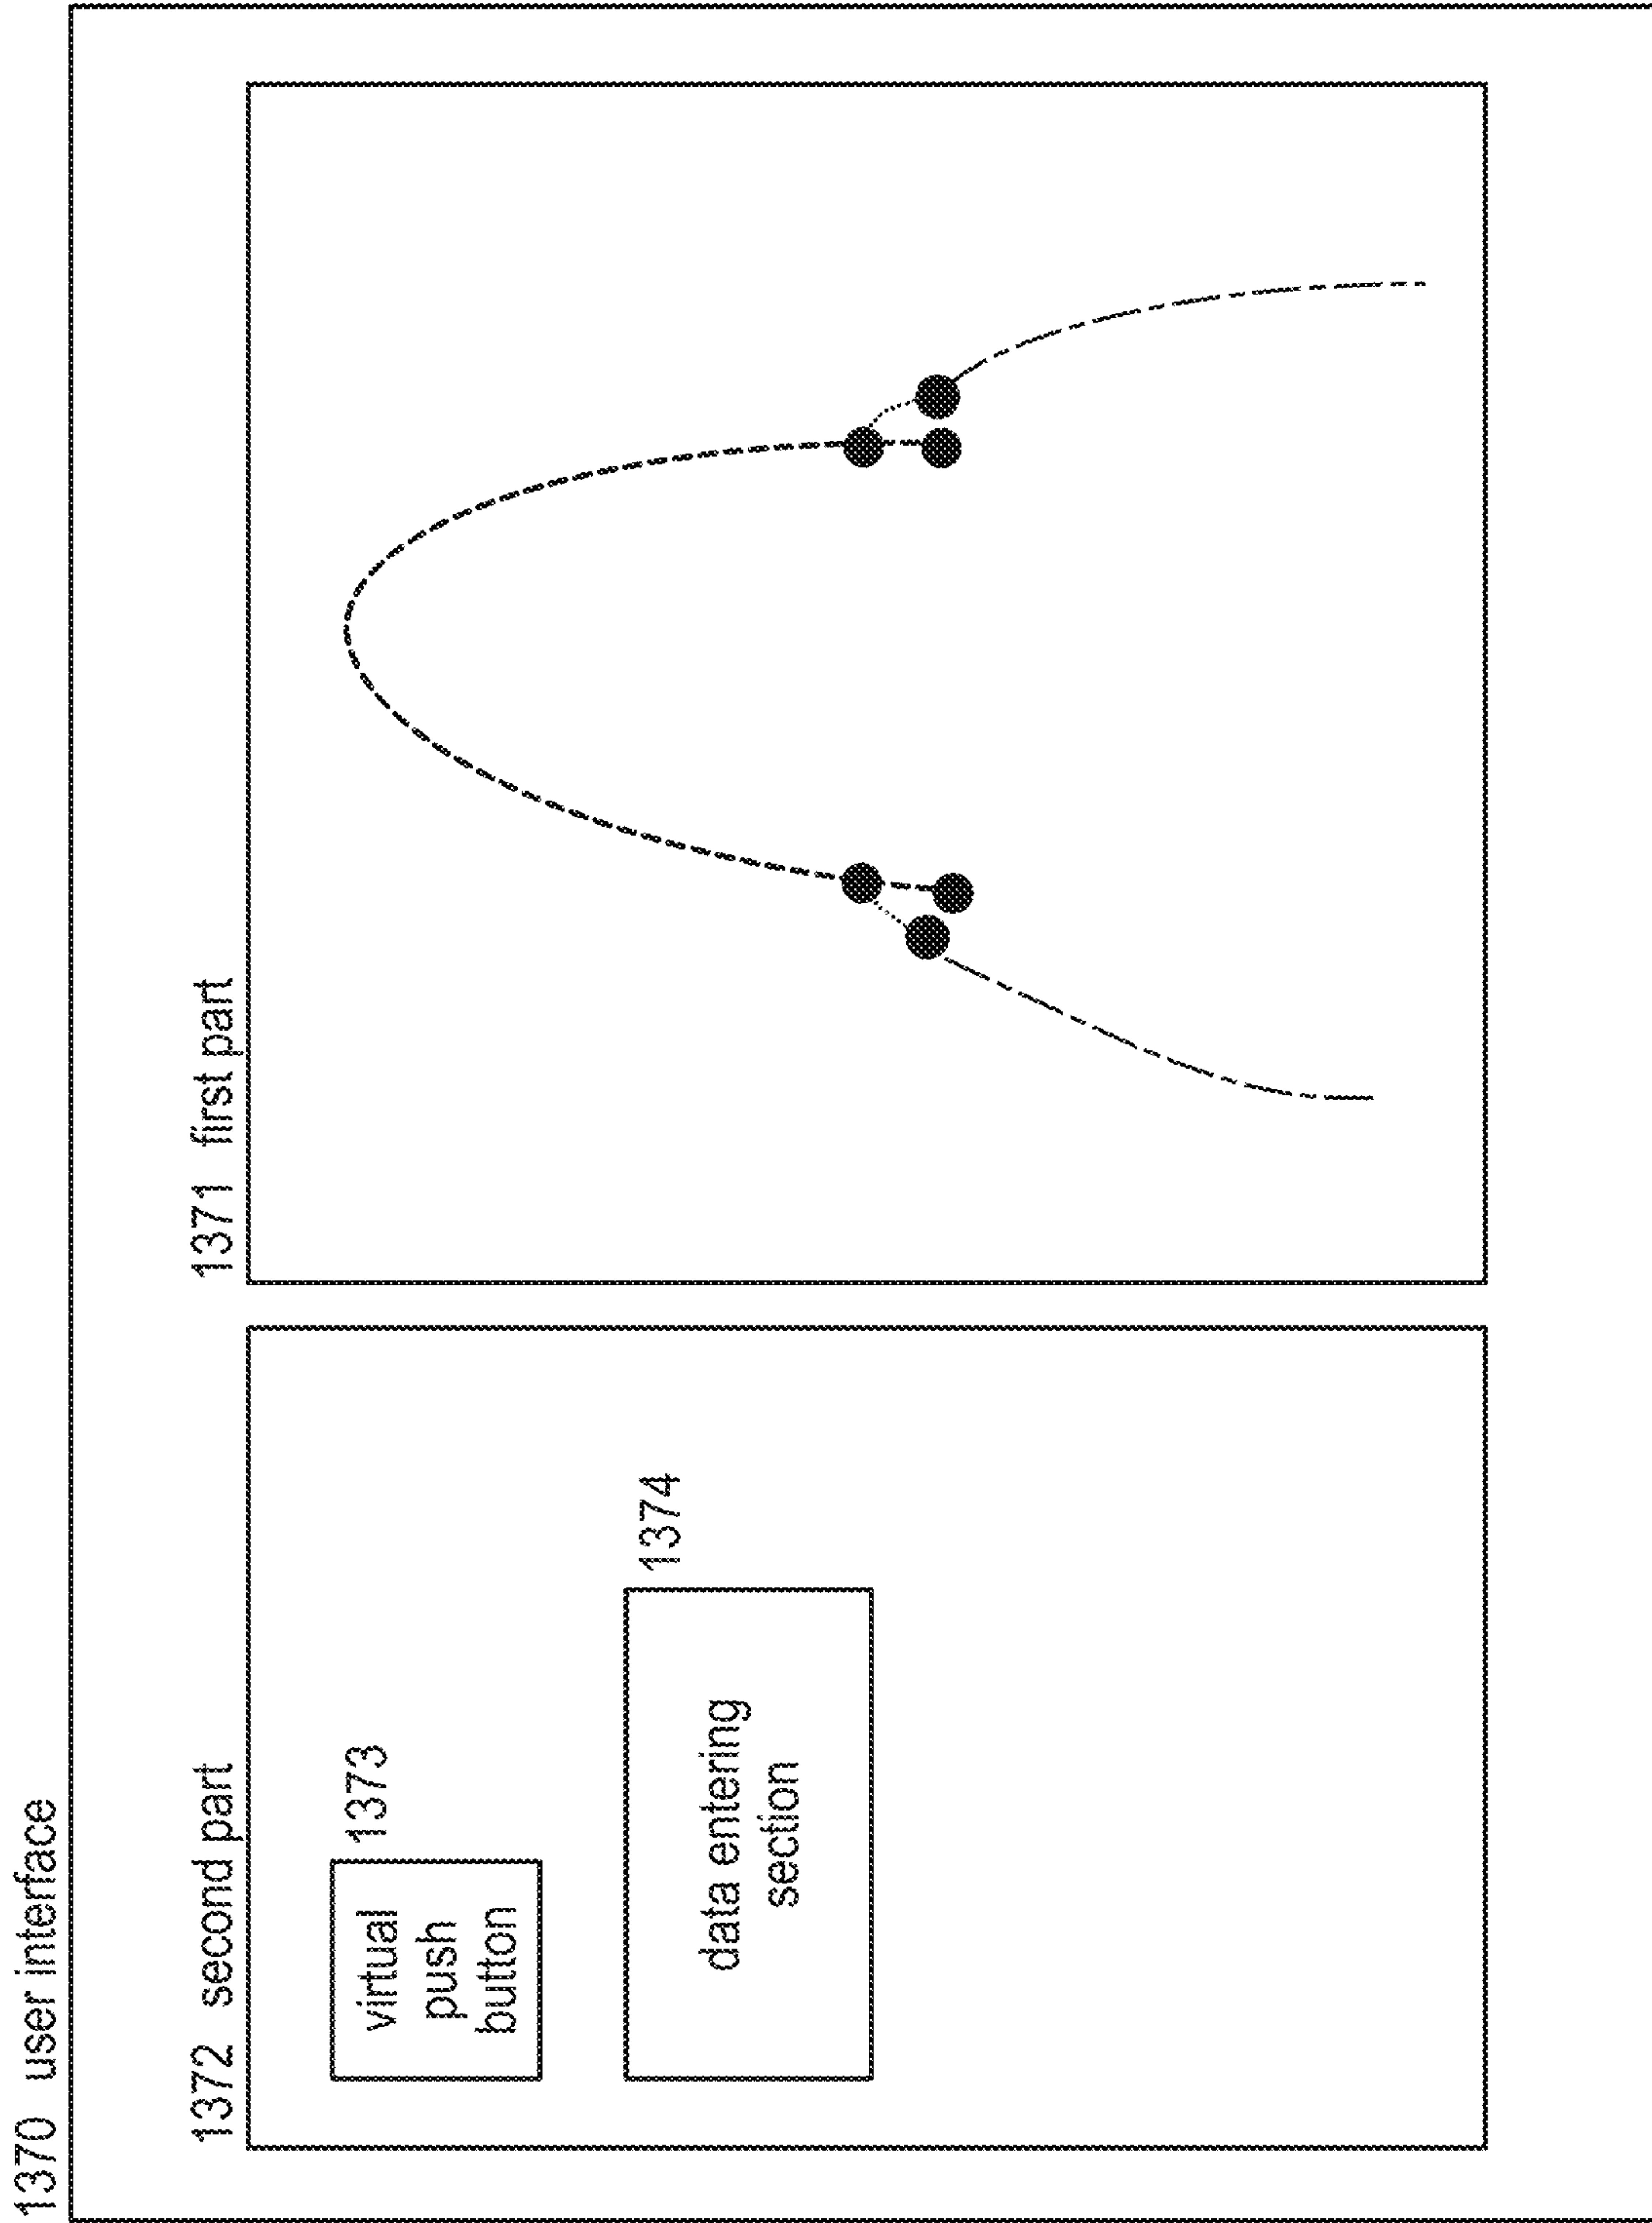 1370 user interface
1372 second part
1373
virtual
push
button
1374
data entering
section
1371 first part